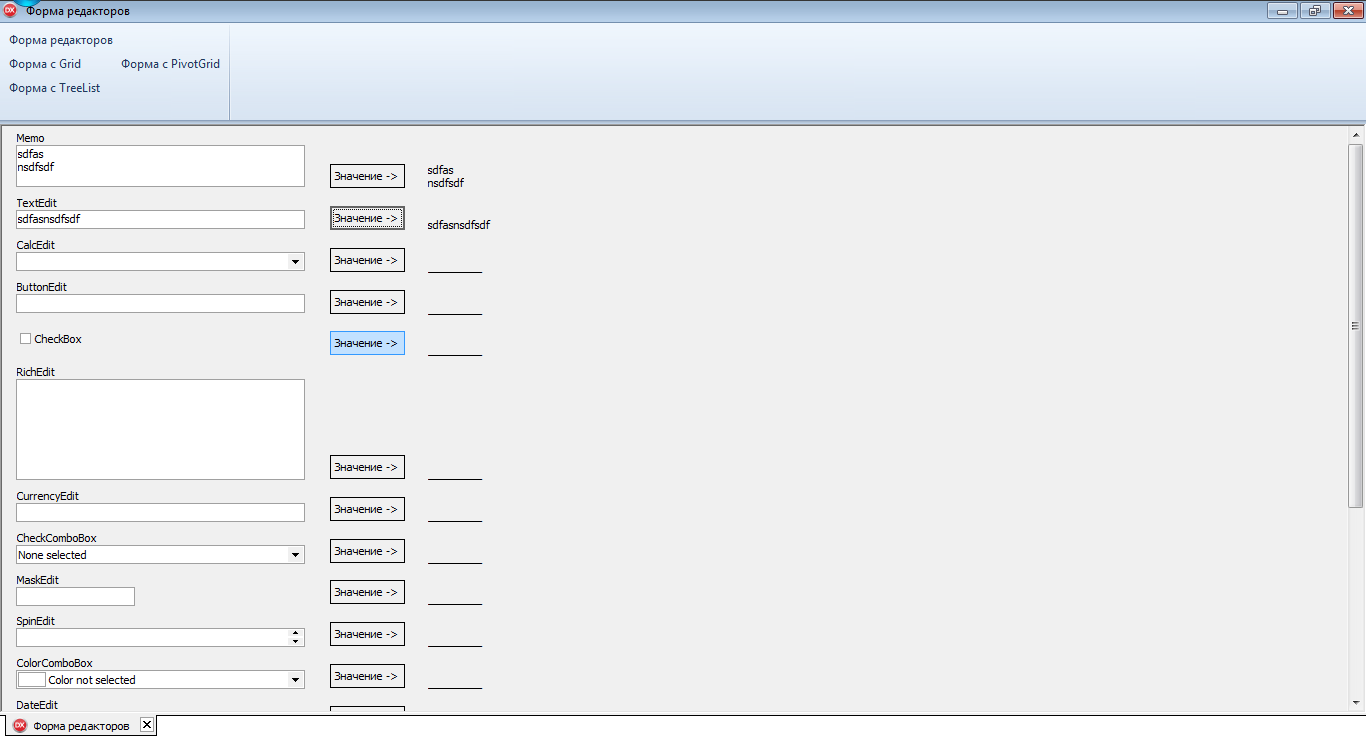 DX Форма редакторов
Форма редакторов
Форма с Grid Форма с PivotGrid
Форма с TreeList
Memo
sdfas
nsdfsdf
Значение ->
sdfas
nsdfsdf
TextEdit
sdfasnsdfsdf
Значение ->
sdfasnsdfsdf
CalcEdit
Значение ->
ButtonEdit
Значение ->
CheckBox
Значение ->
RichEdit
Значение ->
CurrencyEdit
Значение ->
CheckComboBox
None selected
Значение ->
MaskEdit
Значение ->
SpinEdit
Значение ->
ColorComboBox
Color not selected
Значение ->
DateEdit
DX Форма редакторов